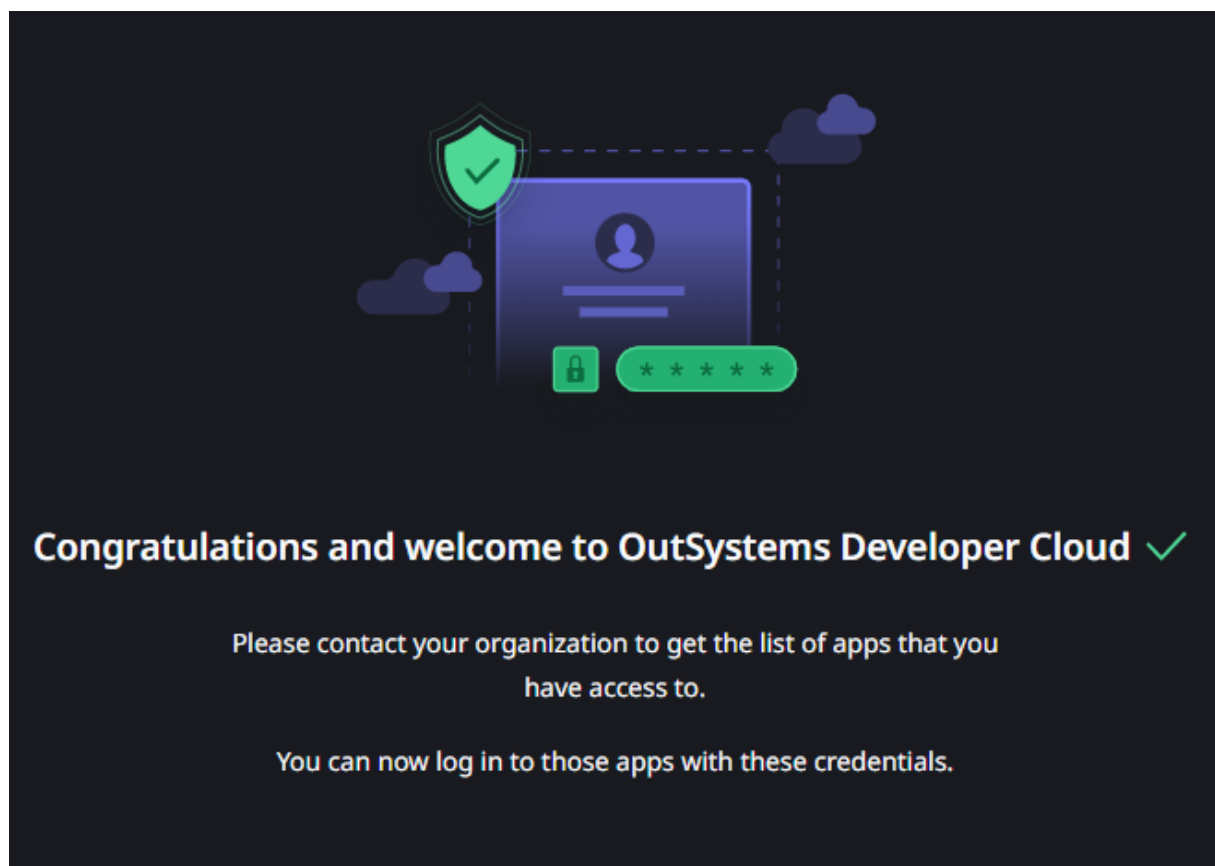 * * * * *
Congratulations and welcome to OutSystems Developer Cloud ✓
Please contact your organization to get the list of apps that you
have access to.
You can now log in to those apps with these credentials.